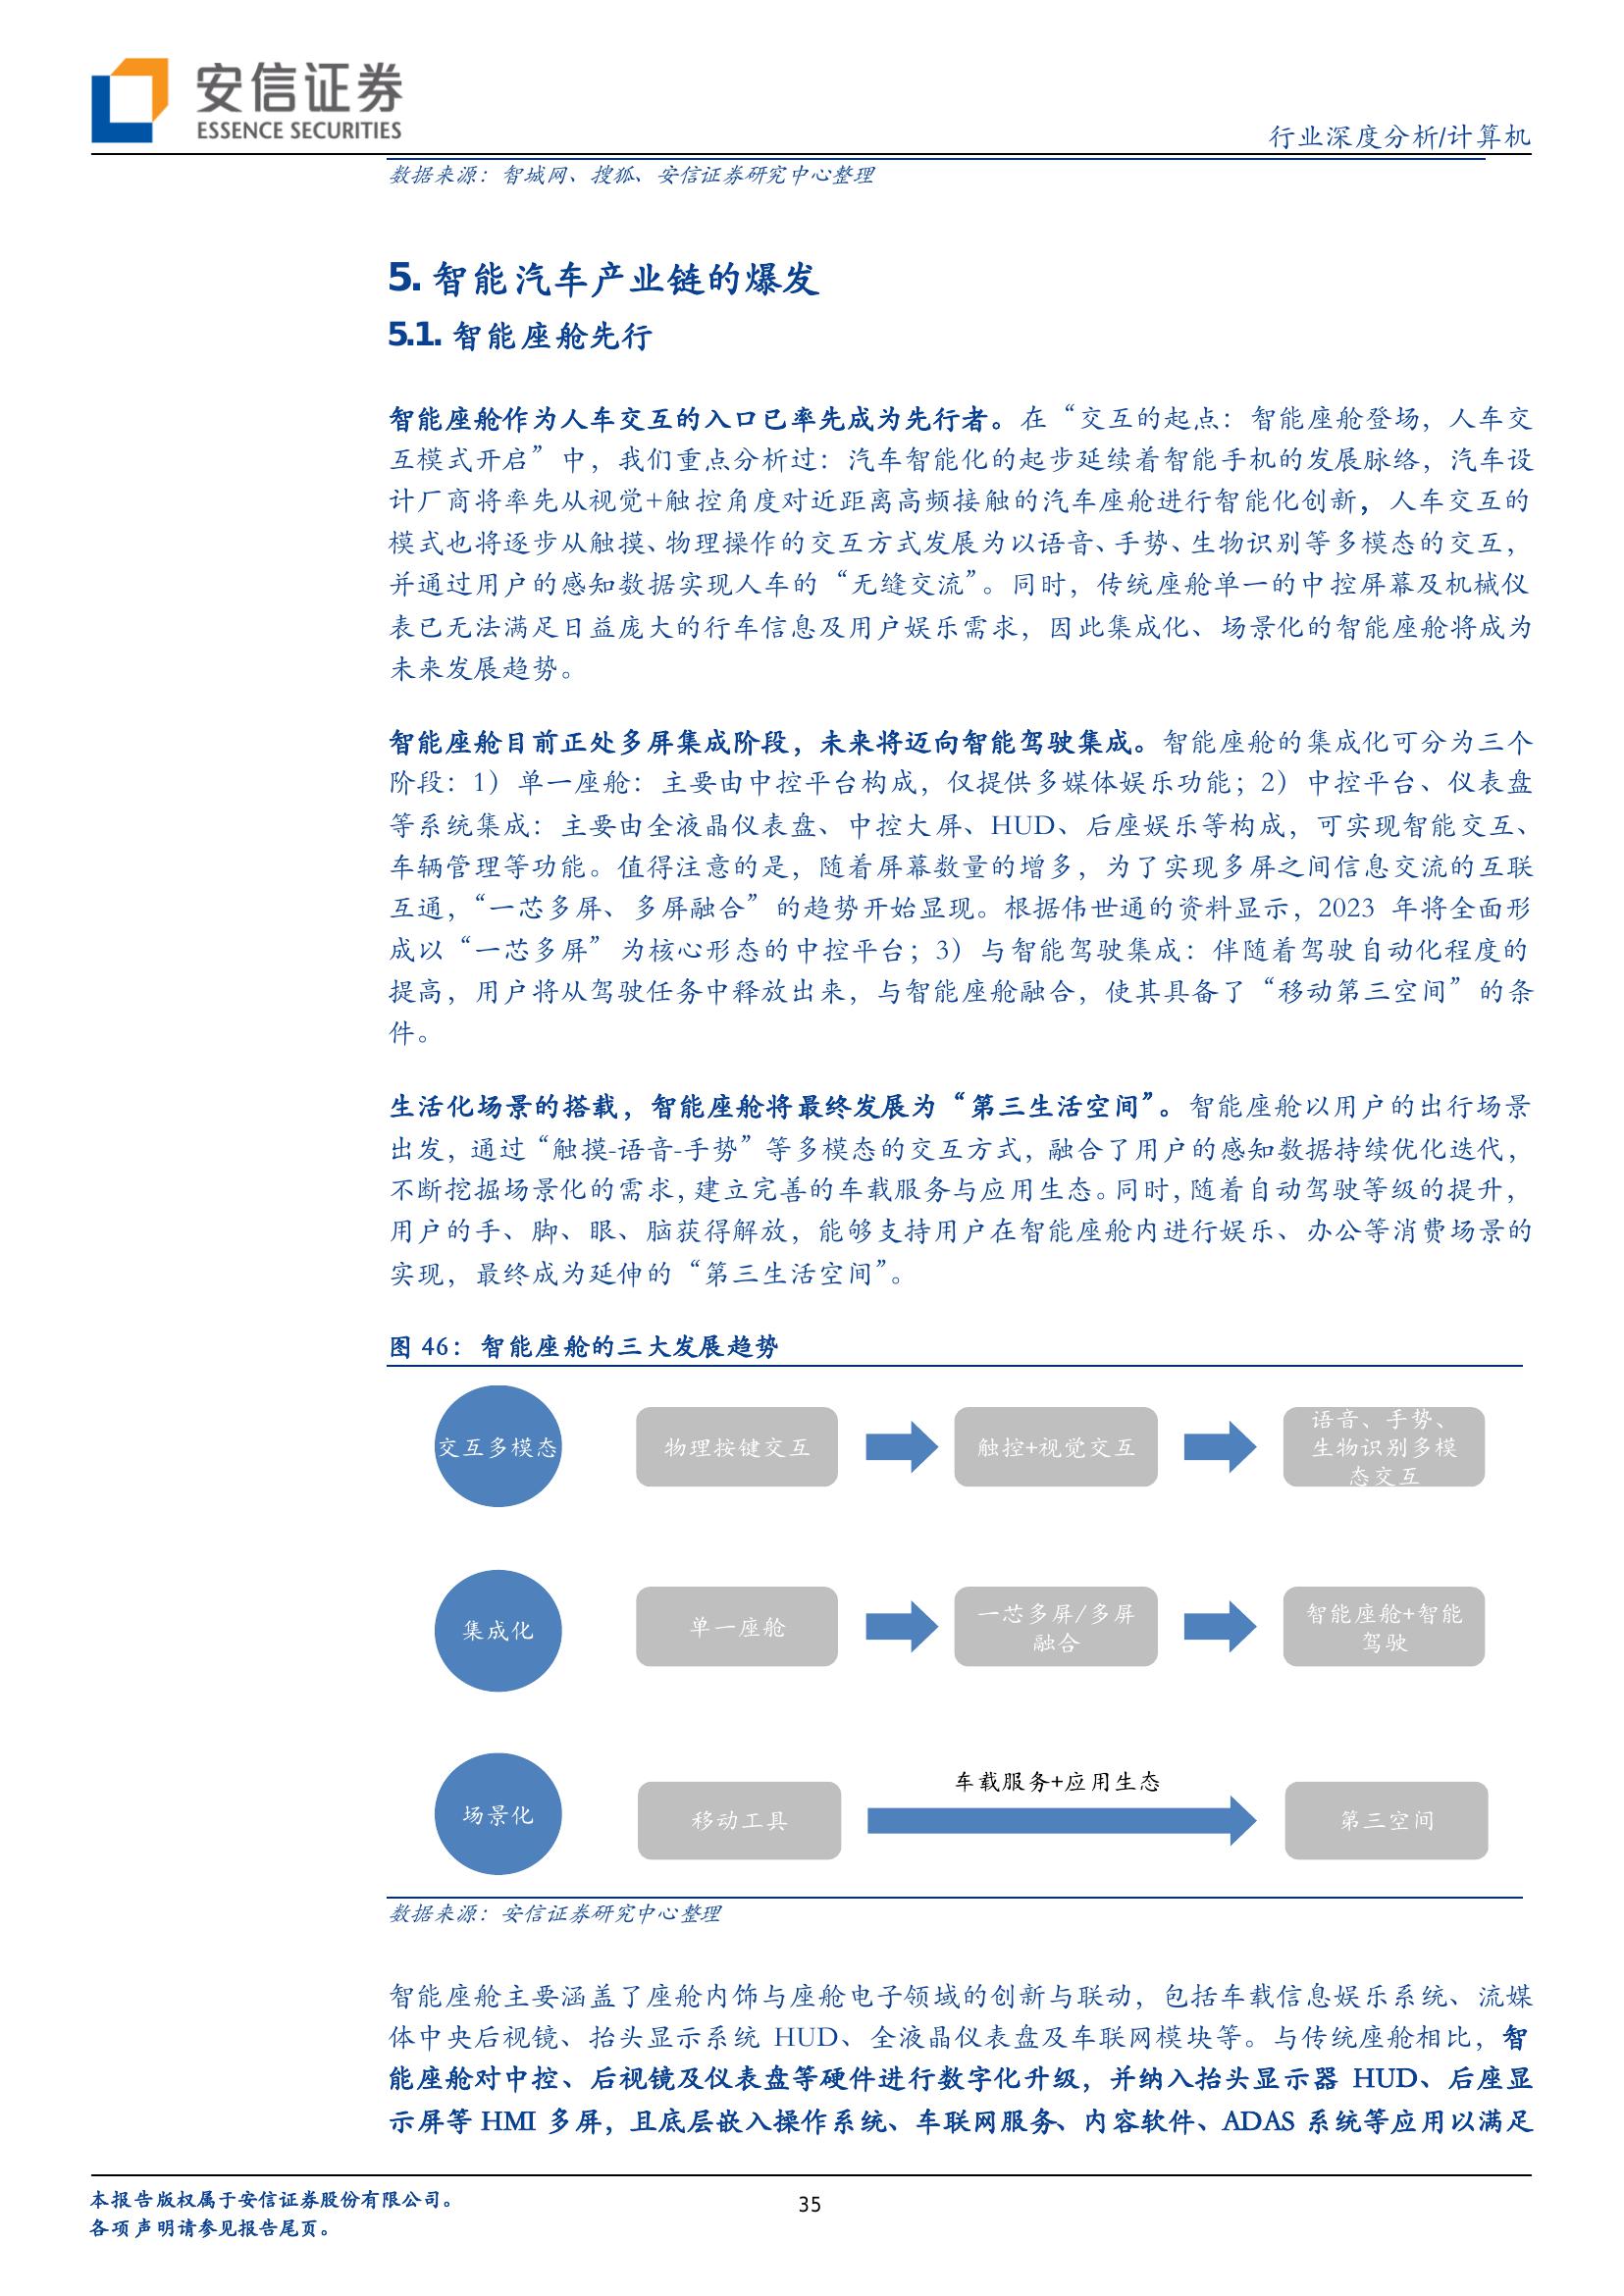 安信证券
ESSENCE SECURITIES
行业深度分析/计算机
数据来源：智城网、搜狐、安信证券研究中心整理
5. 智能汽车产业链的爆发
5.1. 智能座舱先行
智能座舱作为人车交互的入口已率先成为先行者。在“交互的起点：智能座舱登场，人车交
互模式开启”中，我们重点分析过：汽车智能化的起步延续着智能手机的发展脉络，汽车设
计厂商将率先从视觉+触控角度对近距离高频接触的汽车座舱进行智能化创新，人车交互的
模式也将逐步从触摸、物理操作的交互方式发展为以语音、手势、生物识别等多模态的交互，
并通过用户的感知数据实现人车的“无缝交流”。同时，传统座舱单一的中控屏幕及机械仪
表已无法满足日益庞大的行车信息及用户娱乐需求，因此集成化、场景化的智能座舱将成为
未来发展趋势。
智能座舱目前正处多屏集成阶段，未来将迈向智能驾驶集成。智能座舱的集成化可分为三个
阶段：1）单一座舱：主要由中控平台构成，仅提供多媒体娱乐功能；2）中控平台、仪表盘
等系统集成：主要由全液晶仪表盘、中控大屏、HUD、后座娱乐等构成，可实现智能交互、
车辆管理等功能。值得注意的是，随着屏幕数量的增多，为了实现多屏之间信息交流的互联
互通，“一芯多屏、多屏融合”的趋势开始显现。根据伟世通的资料显示，2023 年将全面形
成以“一芯多屏”为核心形态的中控平台；3）与智能驾驶集成：伴随着驾驶自动化程度的
提高，用户将从驾驶任务中释放出来，与智能座舱融合，使其具备了“移动第三空间”的条
件。
生活化场景的搭载，智能座舱将最终发展为“第三生活空间”。智能座舱以用户的出行场景
出发，通过“触摸-语音-手势”等多模态的交互方式，融合了用户的感知数据持续优化迭代，
不断挖掘场景化的需求，建立完善的车载服务与应用生态。同时，随着自动驾驶等级的提升，
用户的手、脚、眼、脑获得解放，能够支持用户在智能座舱内进行娱乐、办公等消费场景的
实现，最终成为延伸的“第三生活空间”。
图 46：智能座舱的三大发展趋势
交互多模态
物理按键交互
触控+视觉交互
语音、手势、
生物识别多模
态交互
集成化
单一座舱
一芯多屏/多屏
融合
智能座舱+智能
驾驶
场景化
移动工具
车载服务+应用生态
第三空间
数据来源：安信证券研究中心整理
智能座舱主要涵盖了座舱内饰与座舱电子领域的创新与联动，包括车载信息娱乐系统、流媒
体中央后视镜、抬头显示系统 HUD、全液晶仪表盘及车联网模块等。与传统座舱相比，智
能座舱对中控、后视镜及仪表盘等硬件进行数字化升级，并纳入抬头显示器 HUD、后座显
示屏等 HMI 多屏，且底层嵌入操作系统、车联网服务、内容软件、ADAS 系统等应用以满足
本报告版权属于安信证券股份有限公司。
各项声明请参见报告尾页。
35